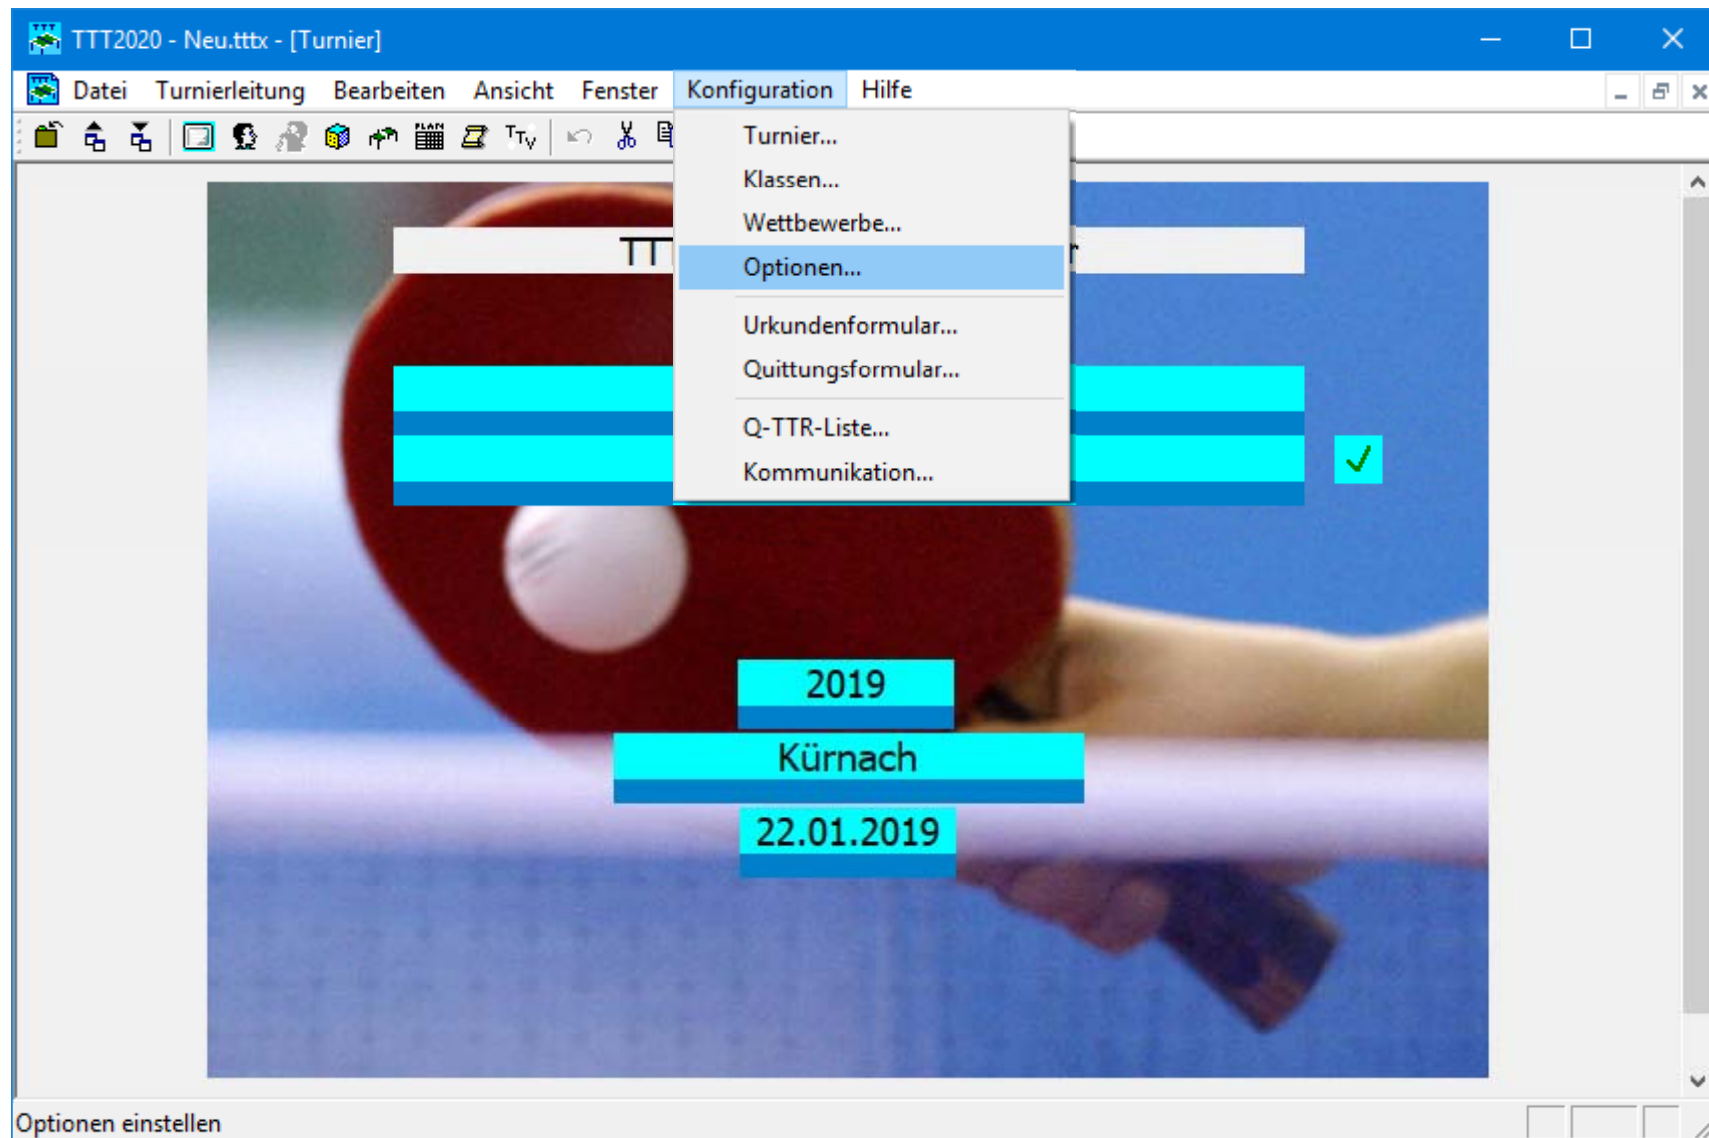 TTT2020 - Neu.tttx - [Turnier]
Datei Turnierleitung Bearbeiten Ansicht Fenster Konfiguration Hilfe
Turnier...
Klassen...
Wettbewerbe...
Optionen...
Urkundenformular...
Quittungsformular...
Q-TTR-Liste...
Kommunikation...
2019
Kürnach
22.01.2019
Optionen einstellen